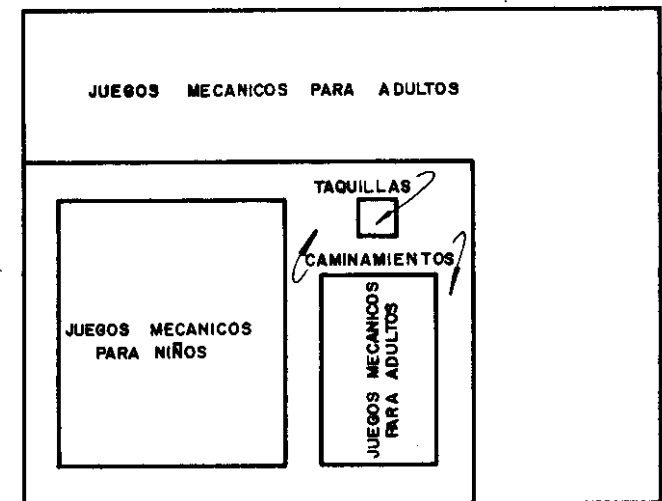 JUEGOS MECANICOS PARA ADULTOS
TAQUILLAS
CAMINAMIENTOS
JUEGOS MECANICOS
PARA NIÑOS
JUEGOS MECANICOS
PARA ADULTOS